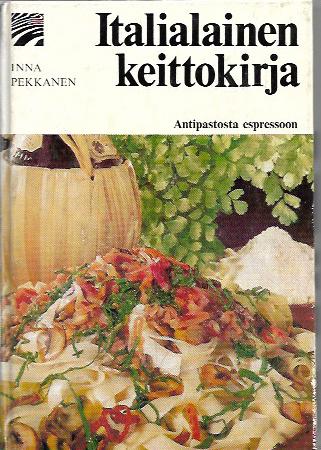 Italialainen
keittokirja
INNA
PEKKANEN
Antipastosta espressoon